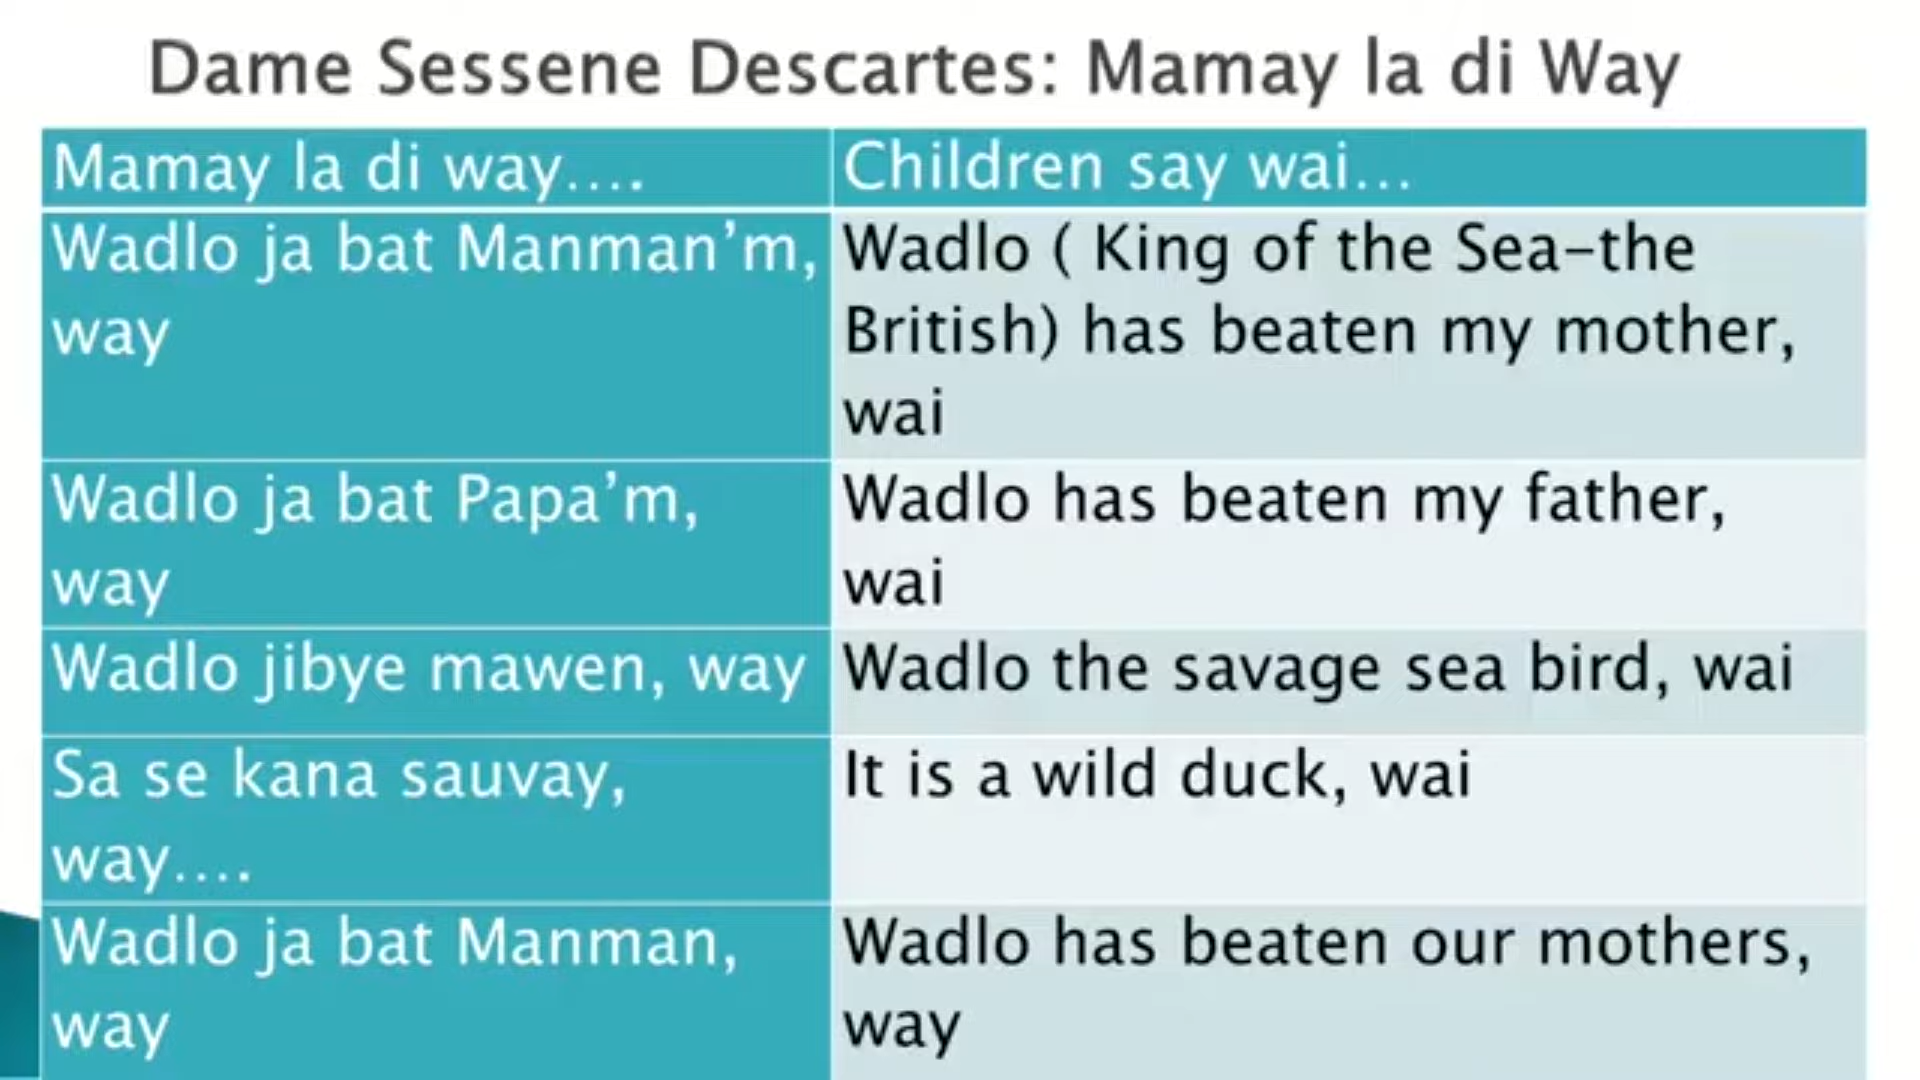 Dame Sessene Descartes: Mamay la di Way
Mamay la di way....
Children say wai...
Wadlo ja bat Manman’m,
way
Wadlo ( King of the Sea-the
British) has beaten my mother,
wai
Wadlo ja bat Papa’m,
way
Wadlo has beaten my father,
wai
Wadlo jibye mawen, way
Wadlo the savage sea bird, wai
Sa se kana sauvay,
way....
It is a wild duck, wai
Wadlo ja bat Manman,
way
Wadlo has beaten our mothers,
way